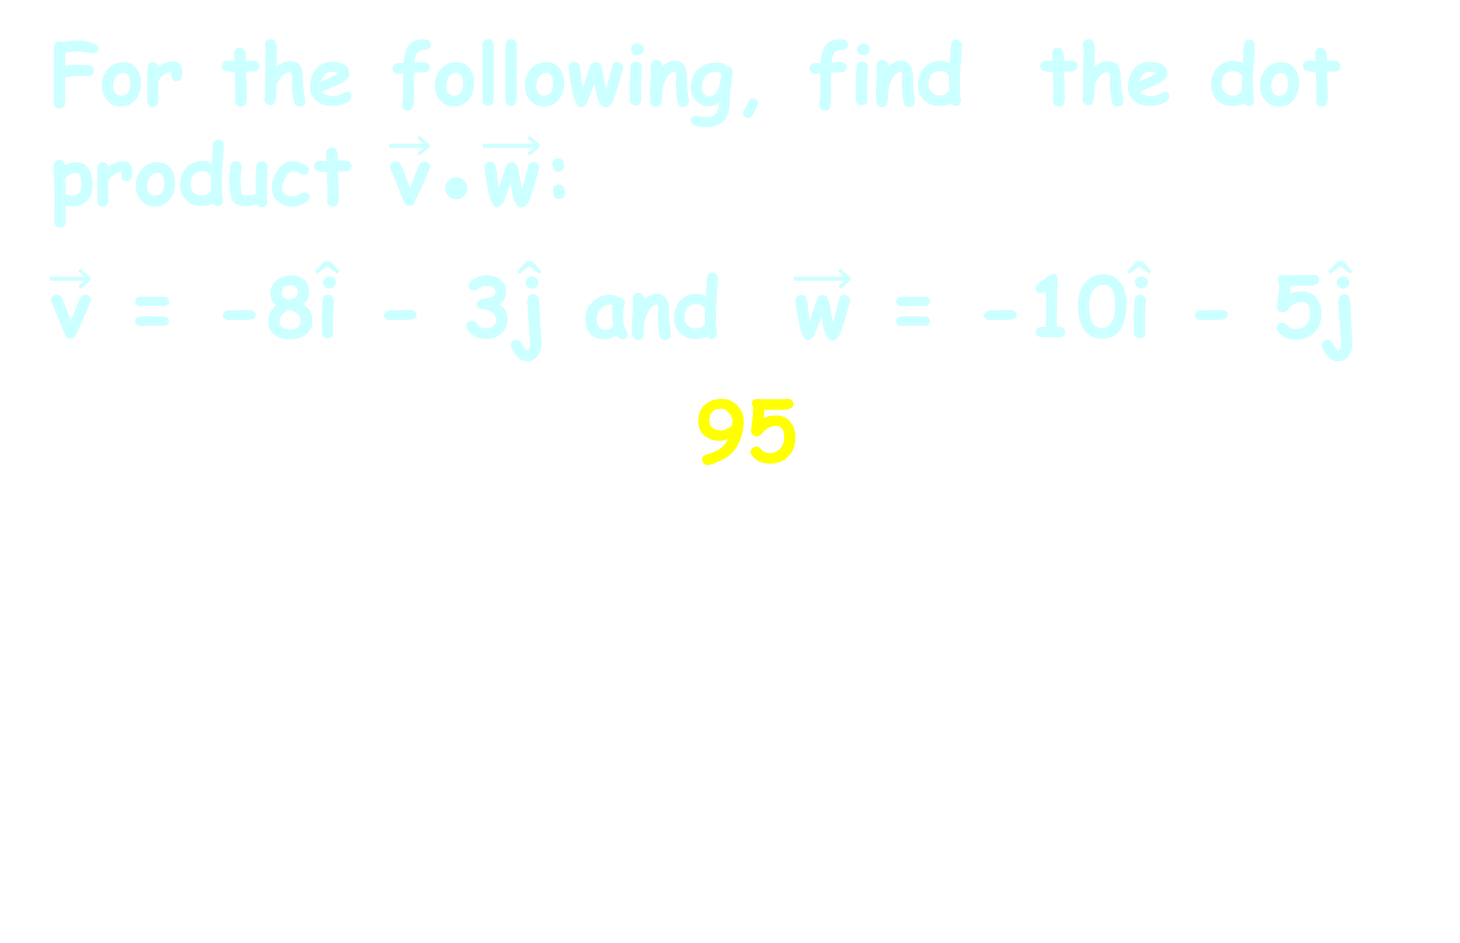 For the following, find the dot
product v⃗•w⃗:
v⃗ = -8î - 3ĵ and w⃗ = -10î - 5ĵ
95